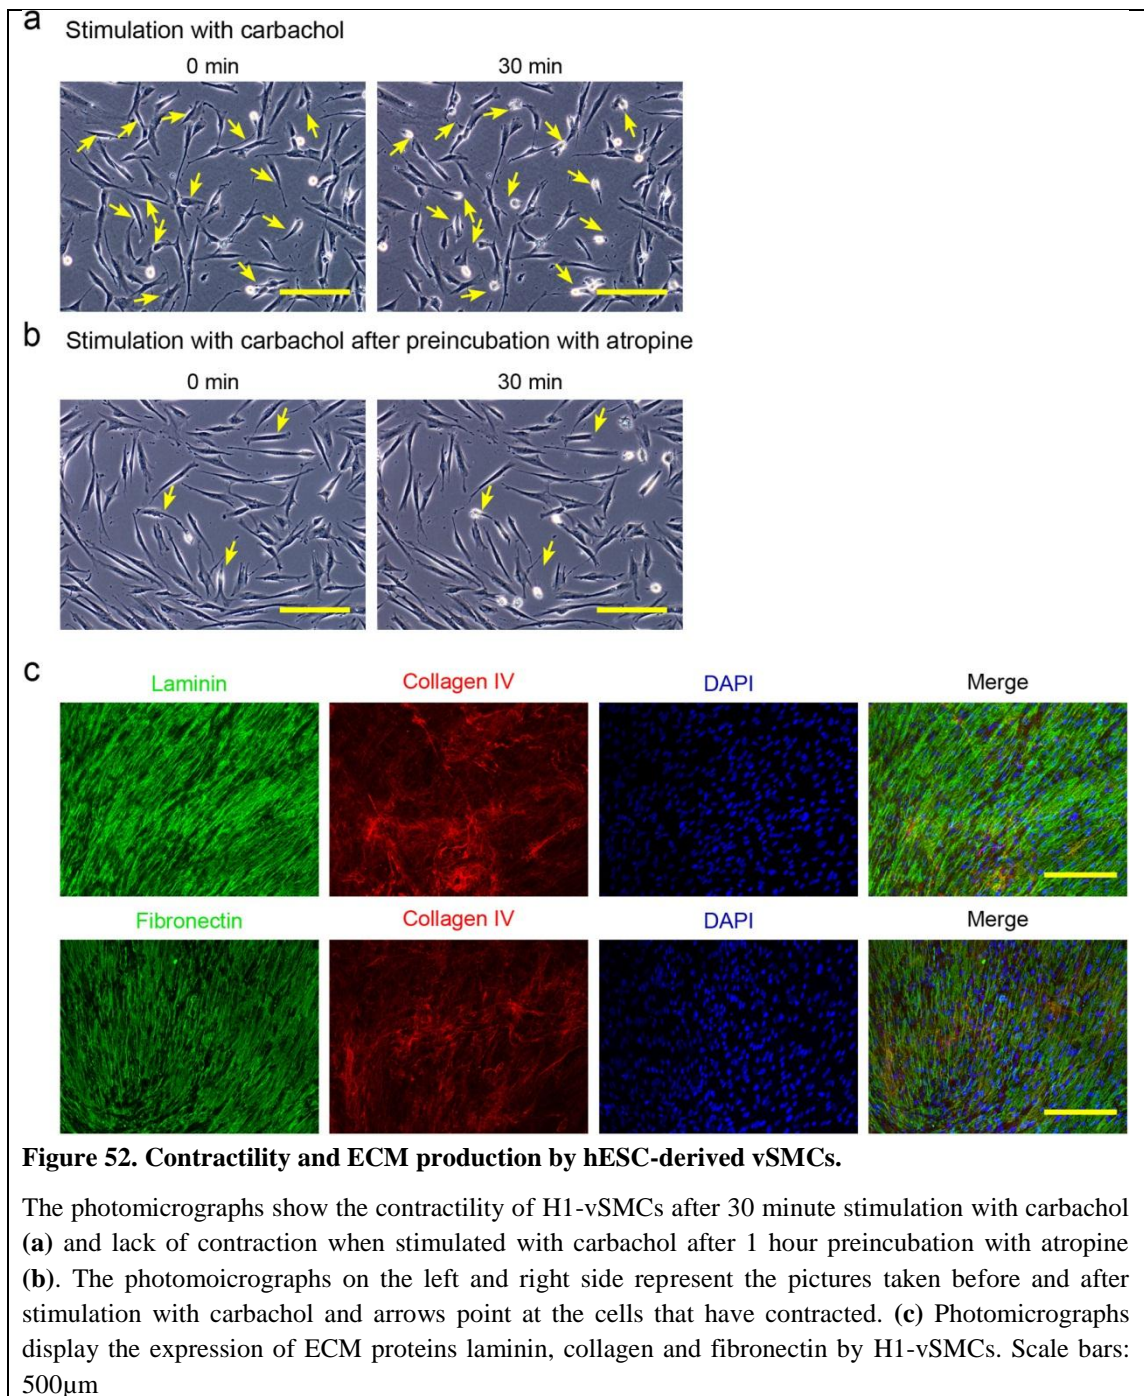 a Stimulation with carbachol
0 min 30 min
b Stimulation with carbachol after preincubation with atropine
0 min 30 min
c
Laminin Collagen IV DAPI Merge
Fibronectin Collagen IV DAPI Merge
Figure 52. Contractility and ECM production by hESC-derived vSMCs.
The photomicrographs show the contractility of H1-vSMCs after 30 minute stimulation with carbachol
(a) and lack of contraction when stimulated with carbachol after 1 hour preincubation with atropine
(b). The photomoicrographs on the left and right side represent the pictures taken before and after
stimulation with carbachol and arrows point at the cells that have contracted. (c) Photomicrographs
display the expression of ECM proteins laminin, collagen and fibronectin by H1-vSMCs. Scale bars:
500µm